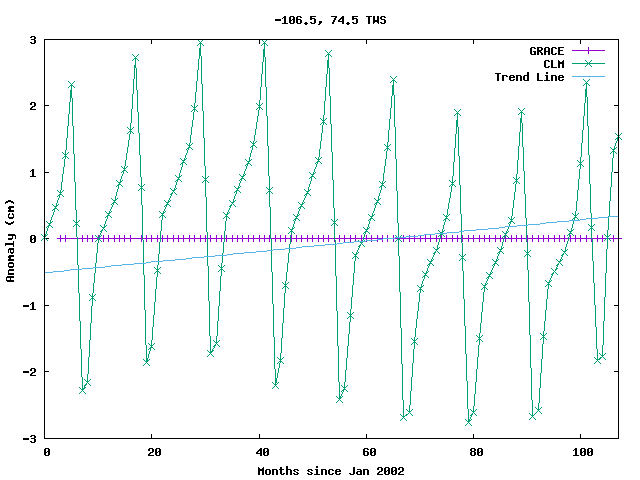 -106.5, 74.5 TWS
GRACE
CLM
Trend Line
3
2
1
0
-1
-2
-3
Anomaly (cm)
0 20 40 60 80 100
Months since Jan 2002